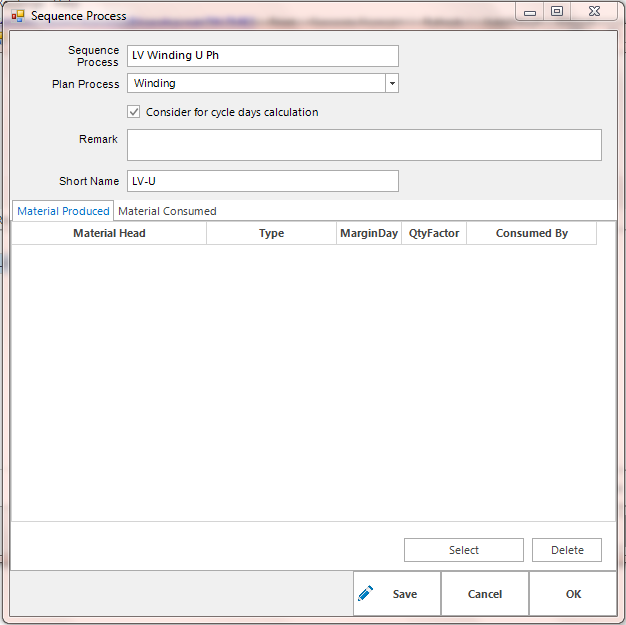 Sequence Process
Sequence
Process
LV Winding U Ph
Plan Process
Winding
Consider for cycle days calculation
Remark
Short Name
LV-U
Material Produced
Material Consumed
Material Head
Type
MarginDay
QtyFactor
Consumed By
Select
Delete
Save
Cancel
OK